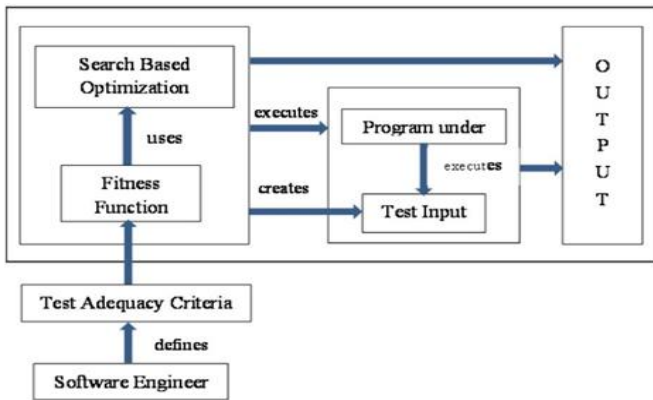 Search Based
Optimization
uses
Fitness
Function
executes
creates
Program under
executes
Test Input
O
U
T
P
U
T
Test Adequacy Criteria
defines
Software Engineer